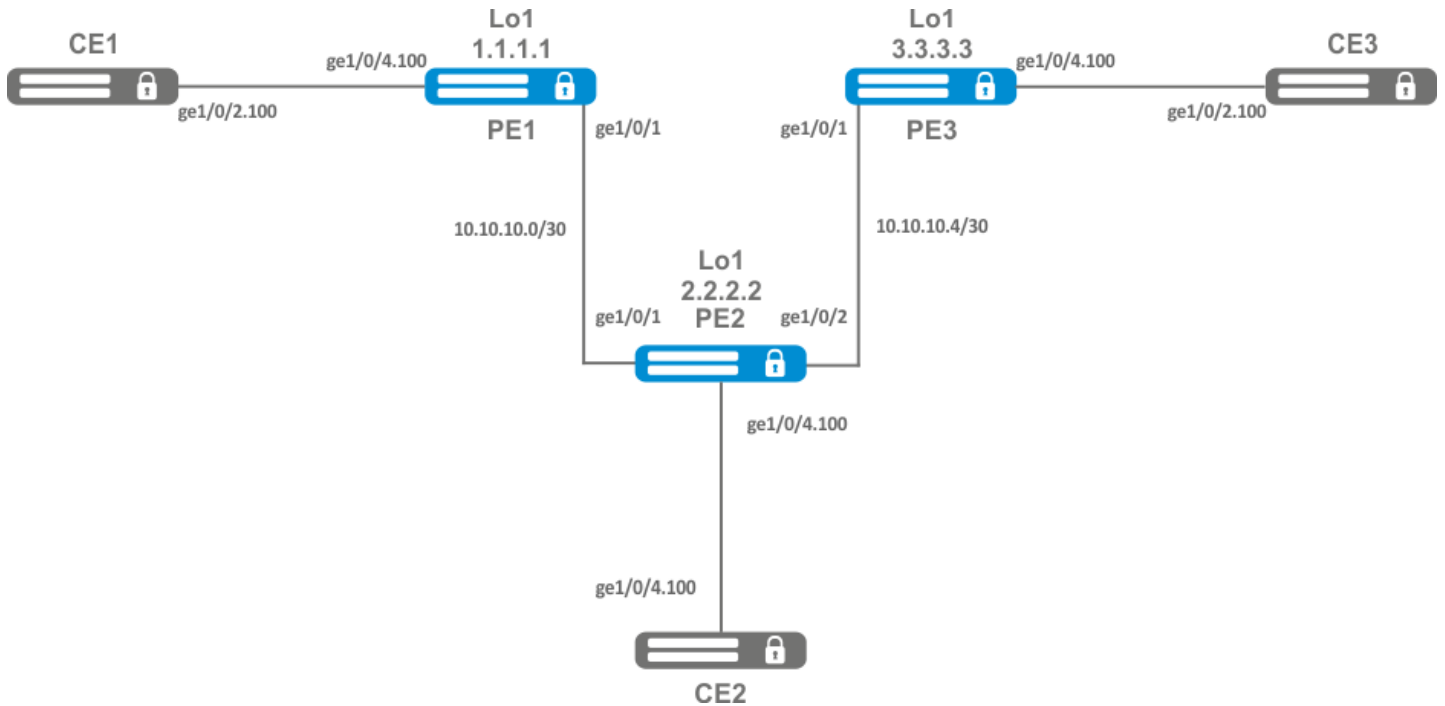 Lo1
1.1.1.1
Lo1
3.3.3.3
CE1
CE3
ge1/0/4.100
ge1/0/4.100
ge1/0/2.100
ge1/0/2.100
PE1
ge1/0/1
ge1/0/1
PE3
10.10.10.0/30
10.10.10.4/30
Lo1
2.2.2.2
ge1/0/1
PE2
ge1/0/2
ge1/0/4.100
ge1/0/4.100
CE2